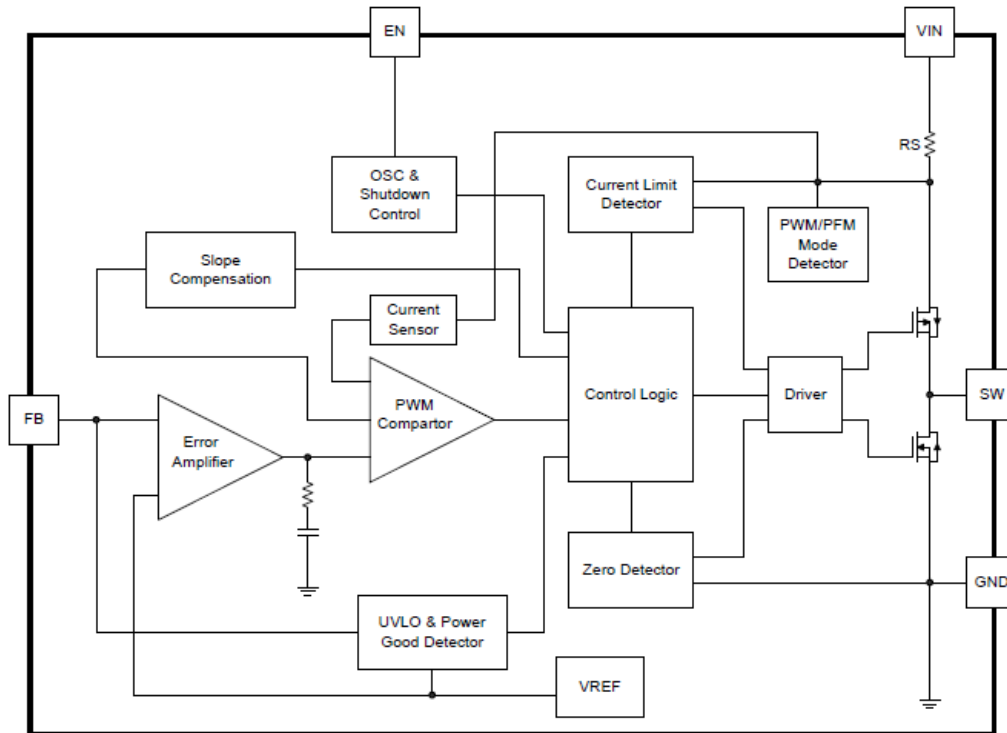 EN
VIN
RS
OSC &
Shutdown
Control
Current Limit
Detector
PWM/PFM
Mode
Detector
Slope
Compensation
Current
Sensor
Control Logic
Driver
SW
FB
PWM
Compartor
Error
Amplifier
Zero Detector
GND
UVLO & Power
Good Detector
VREF